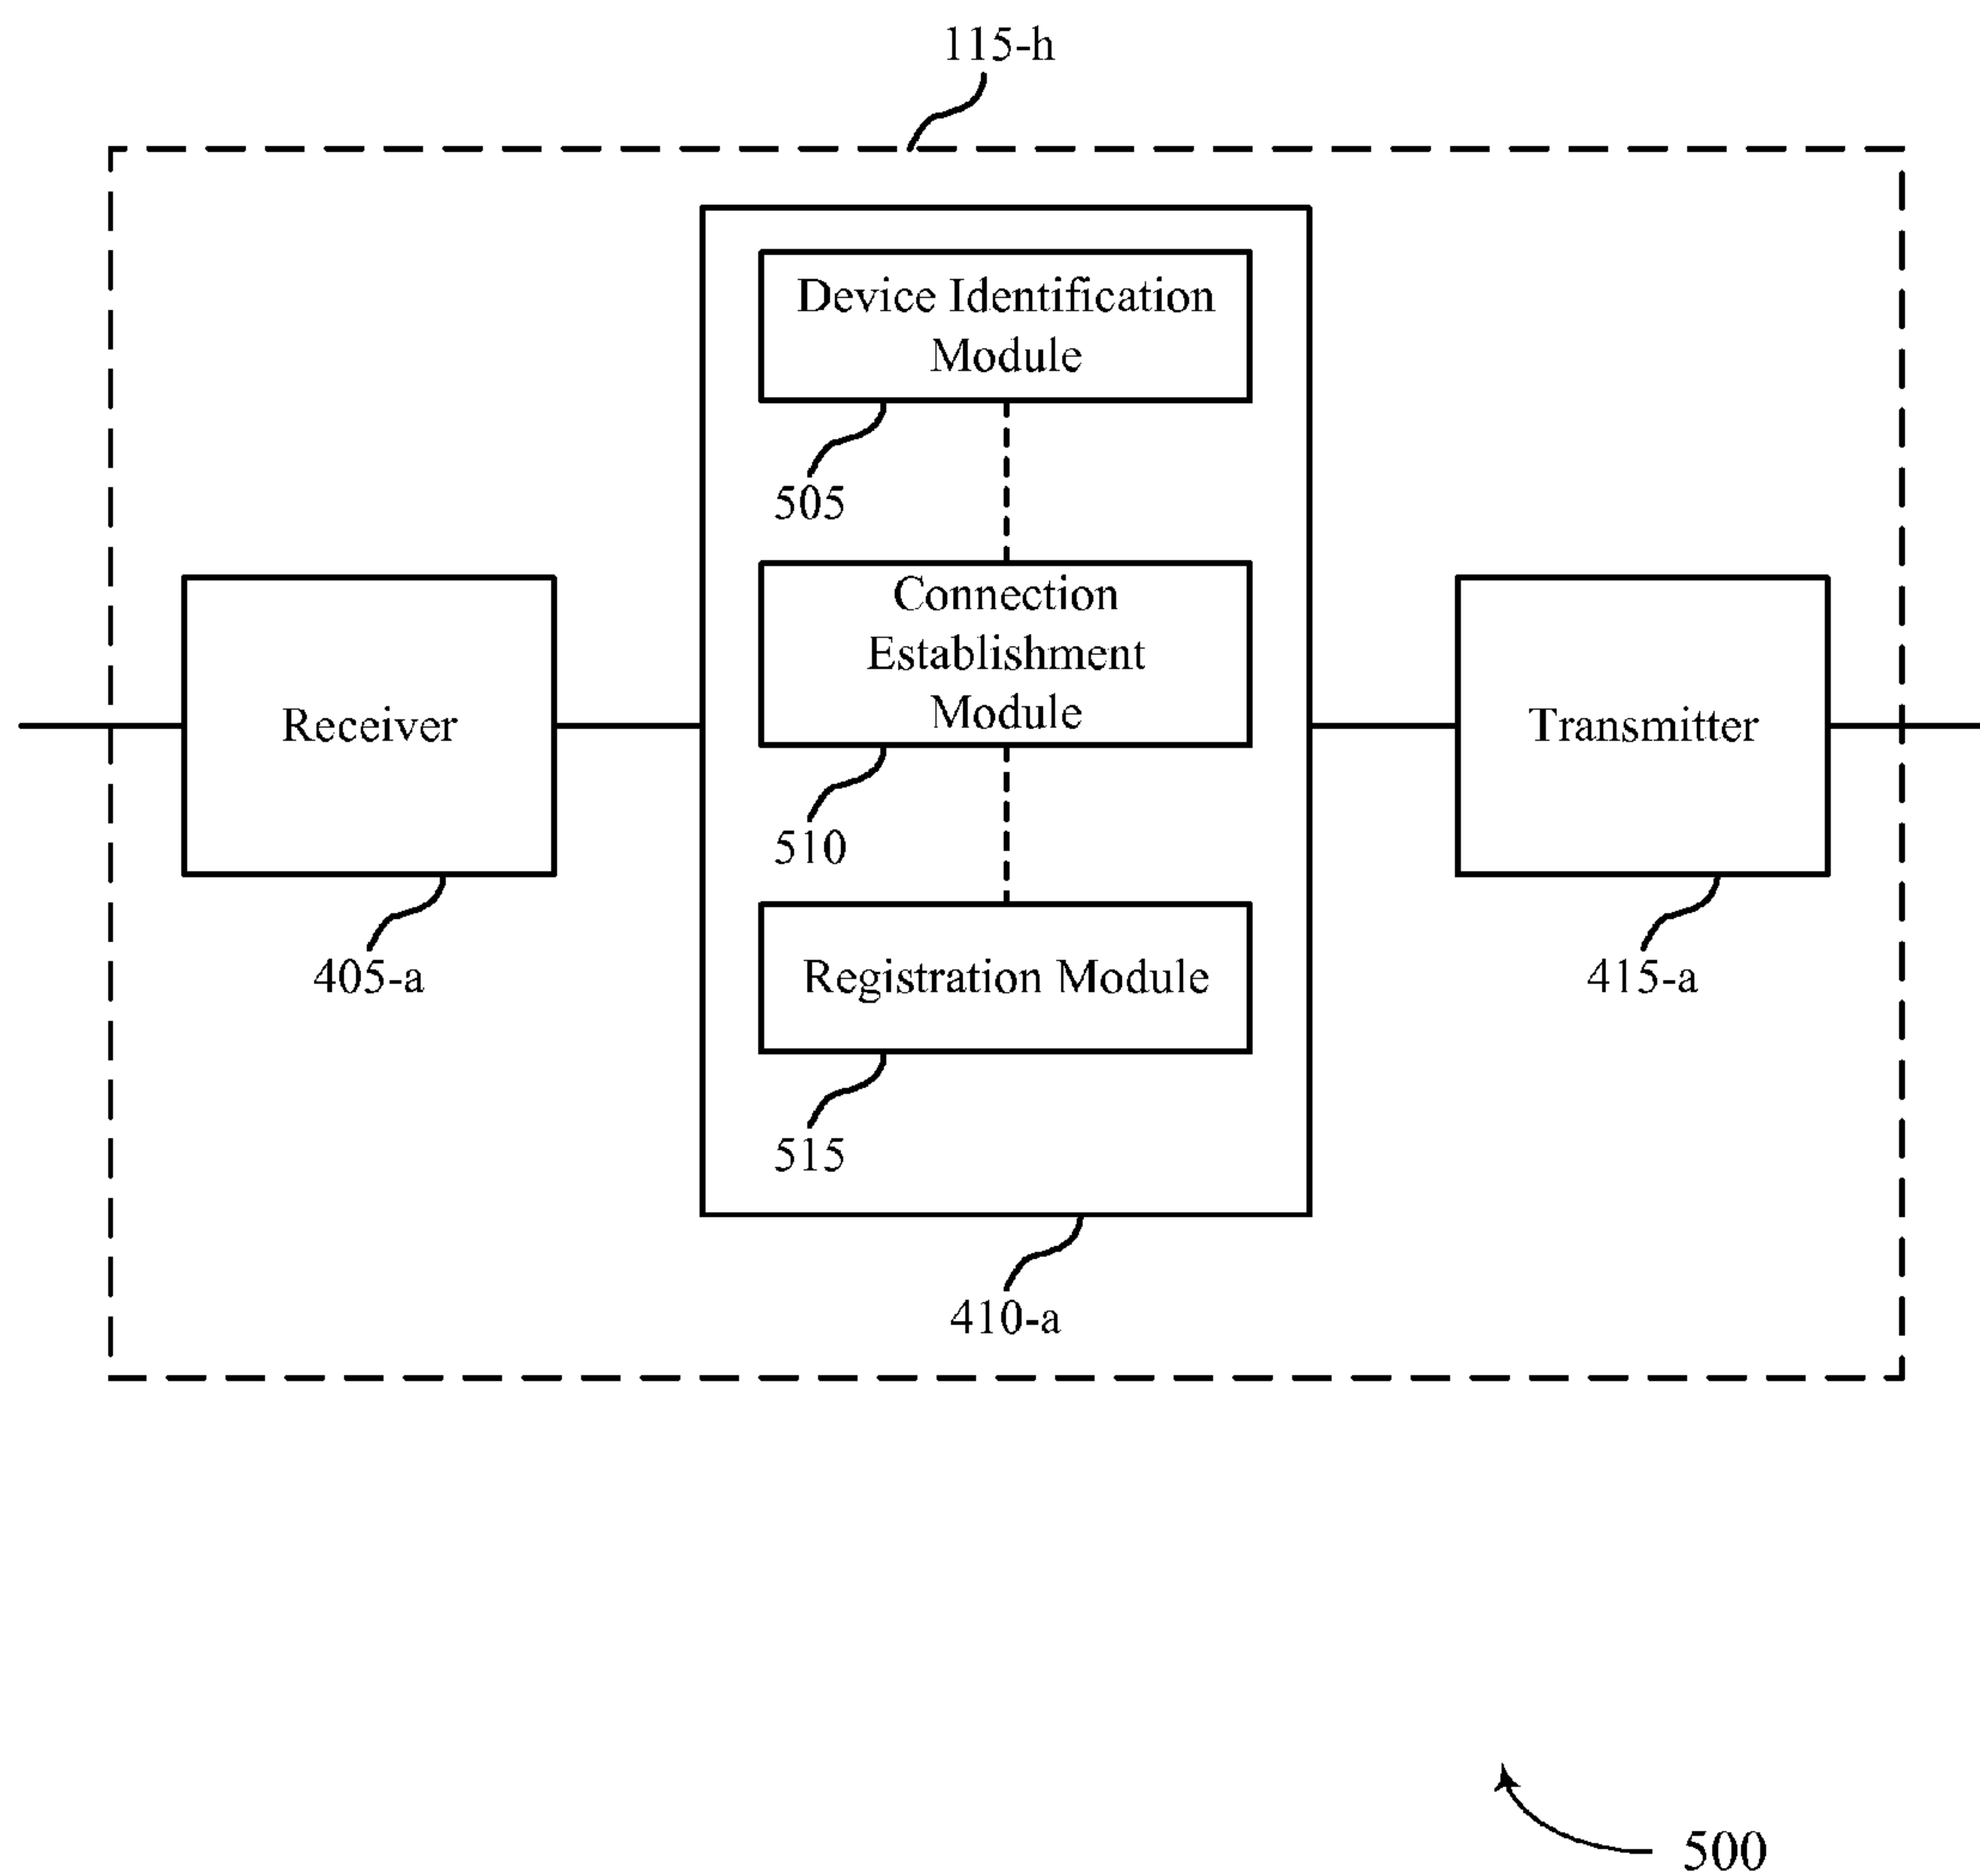 115-h
Device Identification
Module
505
Connection
Establishment
Module
510
Receiver
405-a
Transmitter
415-a
Registration Module
515
410-a
500